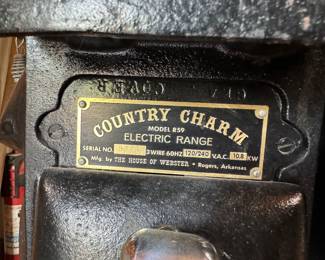 COUNTRY CHARM
MODEL 859
ELECTRIC RANGE
SERIAL NO. 3 WIRE 60HZ 120/240 V.A.C. 10.8 KW
Mfg. by THE HOUSE OF WEBSTER • Rogers, Arkansas